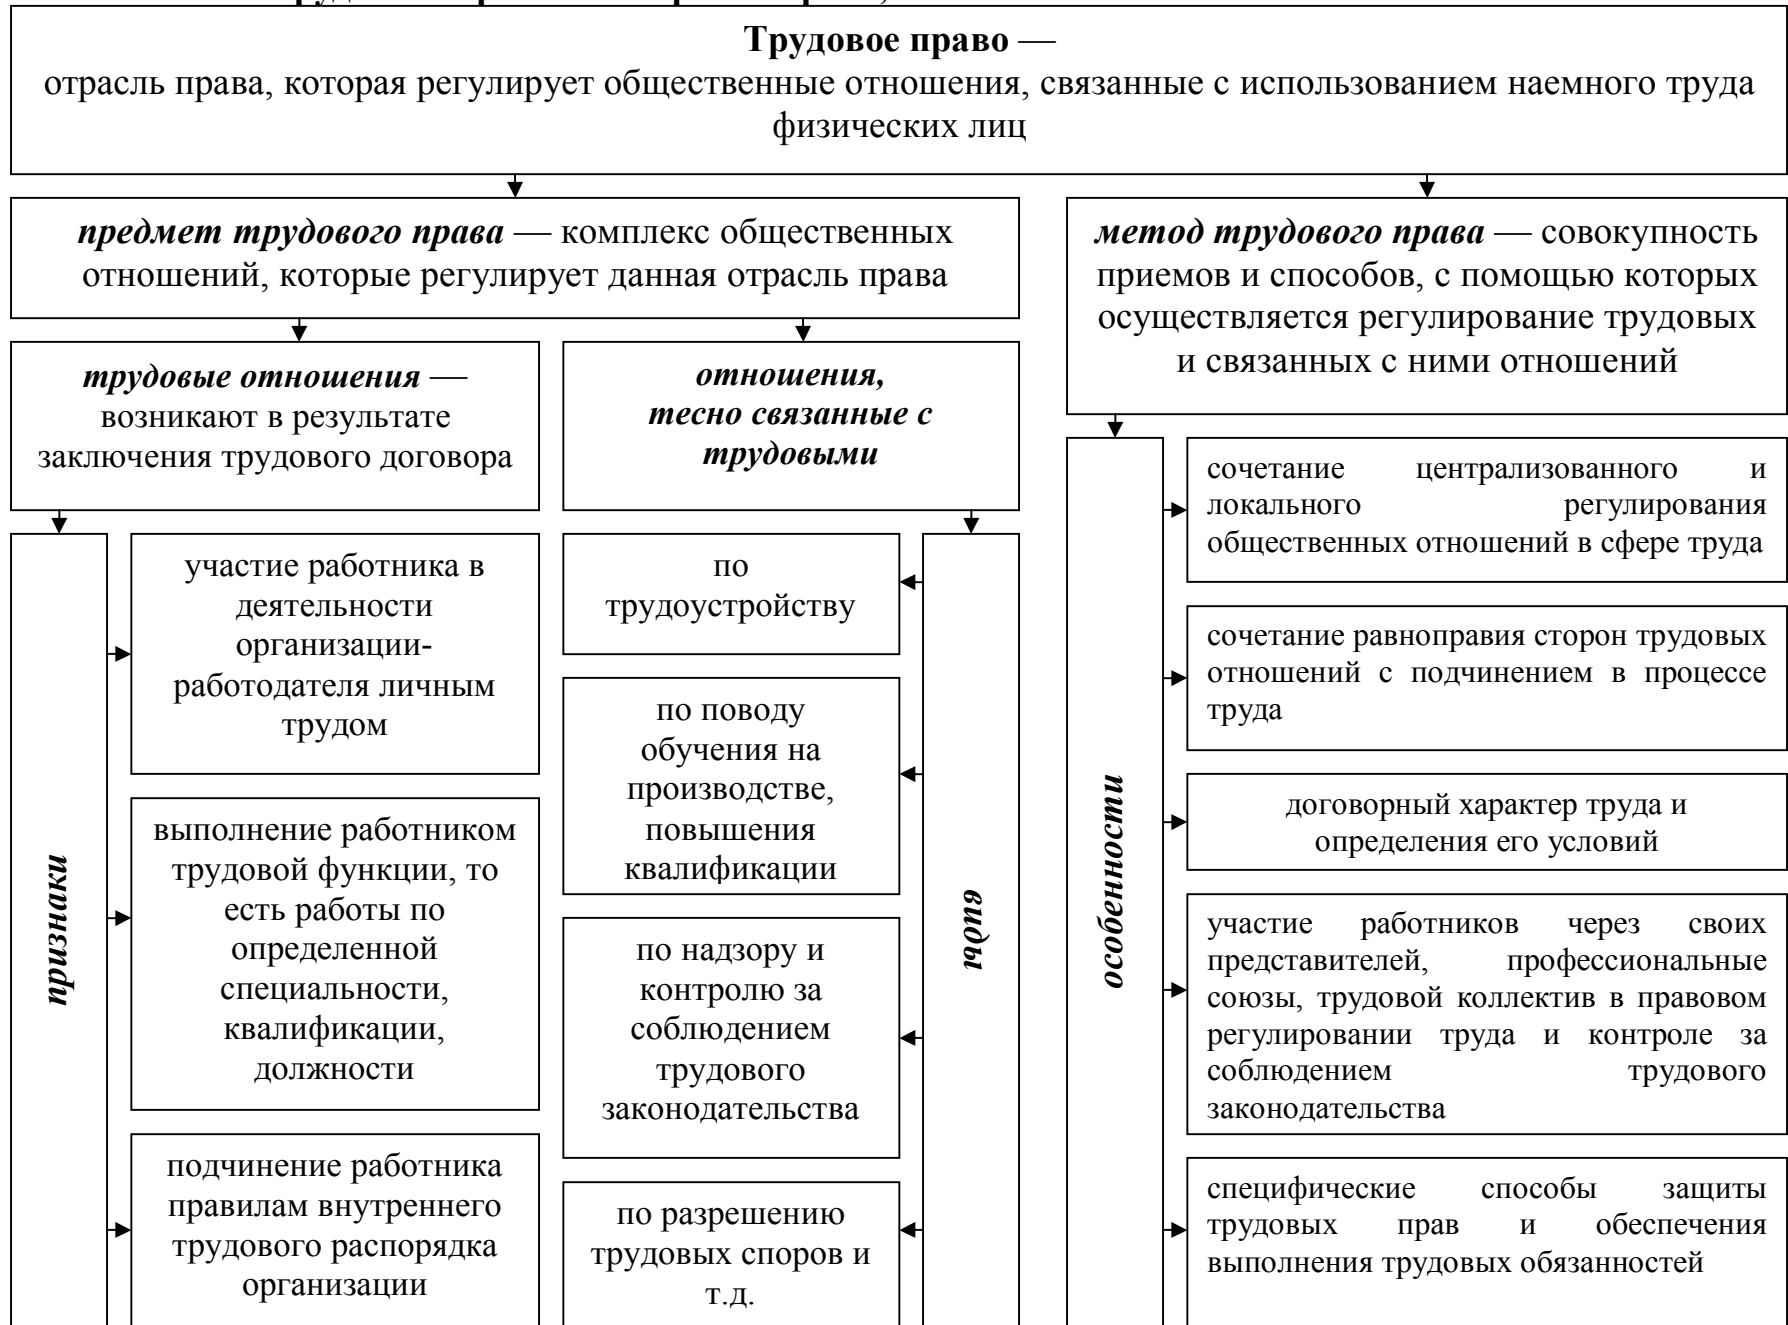 Трудовое право —
отрасль права, которая регулирует общественные отношения, связанные с использованием наемного труда
физических лиц
предмет трудового права — комплекс общественных
отношений, которые регулирует данная отрасль права
метод трудового права — совокупность
приемов и способов, с помощью которых
осуществляется регулирование трудовых
и связанных с ними отношений
трудовые отношения —
возникают в результате
заключения трудового договора
отношения,
тесно связанные с
трудовыми
признаки
участие работника в
деятельности
организации-
работодателя личным
трудом
выполнение работником
трудовой функции, то
есть работы по
определенной
специальности,
квалификации,
должности
подчинение работника
правилам внутреннего
трудового распорядка
организации
по
трудоустройству
по поводу
обучения на
производстве,
повышения
квалификации
по надзору и
контролю за
соблюдением
трудового
законодательства
по разрешению
трудовых споров и
т.д.
виды
особенности
сочетание централизованного и
локального регулирования
общественных отношений в сфере труда
сочетание равноправия сторон трудовых
отношений с подчинением в процессе
труда
договорный характер труда и
определения его условий
участие работников через своих
представителей, профессиональные
союзы, трудовой коллектив в правовом
регулировании труда и контроле за
соблюдением трудового
законодательства
специфические способы защиты
трудовых прав и обеспечения
выполнения трудовых обязанностей